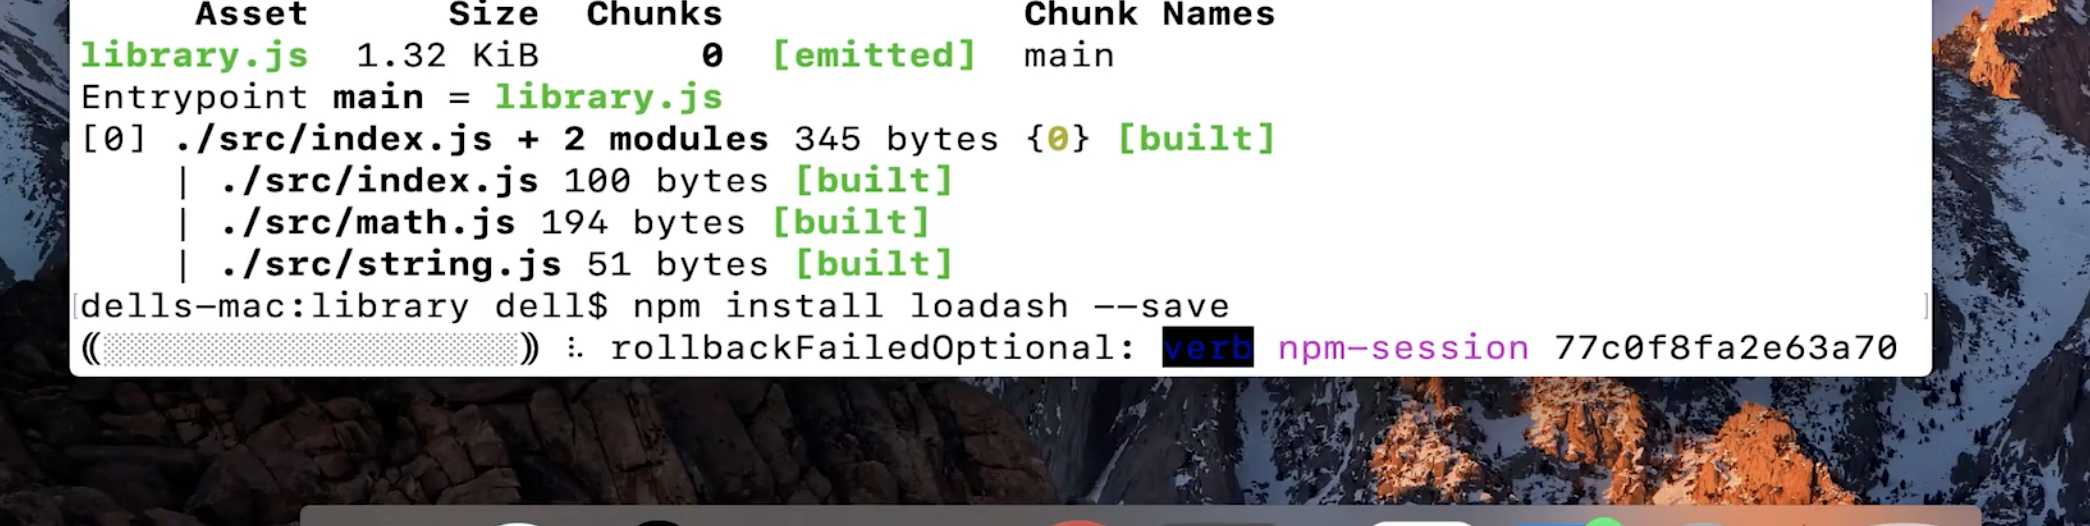 Asset Size Chunks Chunk Names
library.js 1.32 KiB 0 [emitted] main
Entrypoint main = library.js
[0] ./src/index.js + 2 modules 345 bytes {0} [built]
| ./src/index.js 100 bytes [built]
| ./src/math.js 194 bytes [built]
| ./src/string.js 51 bytes [built]
[dells-mac:library dell$ npm install loadash --save ]
(( )) ⠧ rollbackFailedOptional: verb npm-session 77c0f8fa2e63a70